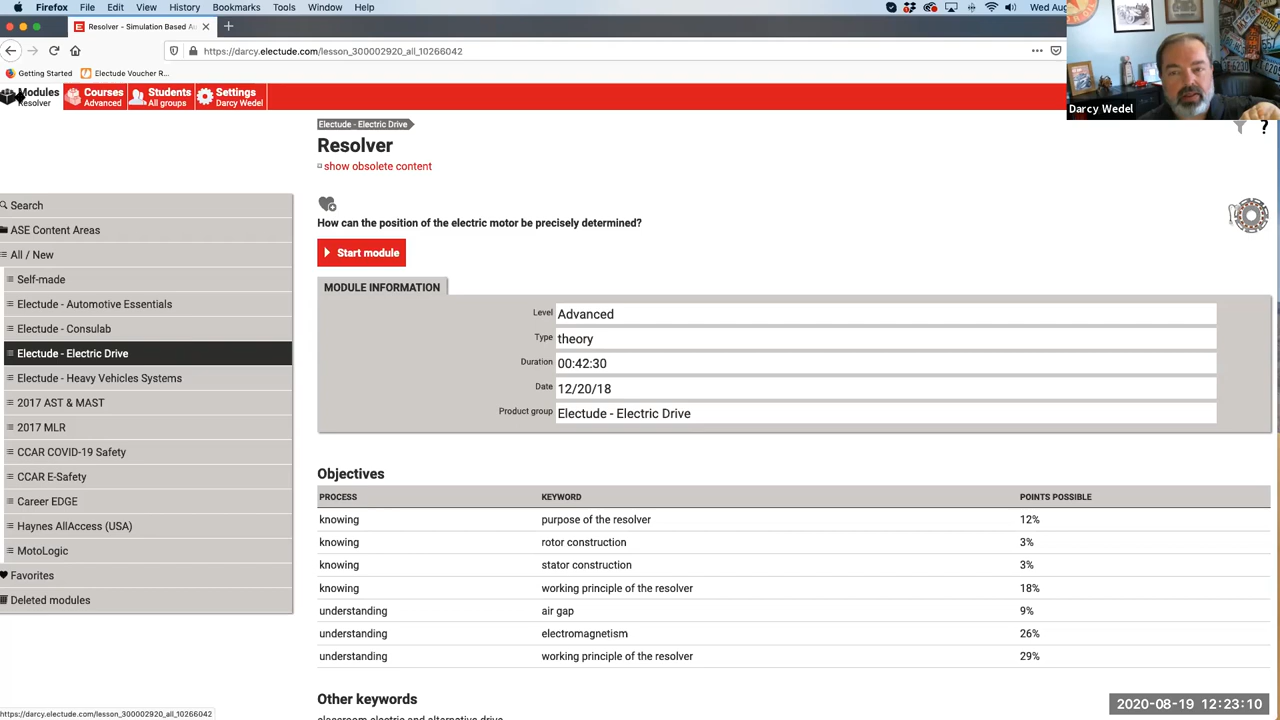 Firefox File Edit View History Bookmarks Tools Window Help
Wed Aug
Resolver - Simulation Based
https://darcy.electude.com/lesson_300002920_all_10266042
Getting Started Electude Voucher R...
Darcy Wedel
Modules
Resolver
Courses
Advanced
Students
All groups
Settings
Darcy Wedel
Electude - Electric Drive
?
Resolver
show obsolete content
Search
ASE Content Areas
All / New
Self-made
Electude - Automotive Essentials
Electude - Consulab
Electude - Electric Drive
Electude - Heavy Vehicles Systems
2017 AST & MAST
2017 MLR
CCAR COVID-19 Safety
CCAR E-Safety
Career EDGE
Haynes AllAccess (USA)
MotoLogic
Favorites
Deleted modules
How can the position of the electric motor be precisely determined?
Start module
MODULE INFORMATION
Level Advanced
Type theory
Duration 00:42:30
Date 12/20/18
Product group Electude - Electric Drive
Objectives
PROCESS KEYWORD POINTS POSSIBLE
knowing purpose of the resolver 12%
knowing rotor construction 3%
knowing stator construction 3%
knowing working principle of the resolver 18%
understanding air gap 9%
understanding electromagnetism 26%
understanding working principle of the resolver 29%
Other keywords
classroom electric and alternative drive
https://darcy.electude.com/lesson_300002920_all_10266042
2020-08-19 12:23:10